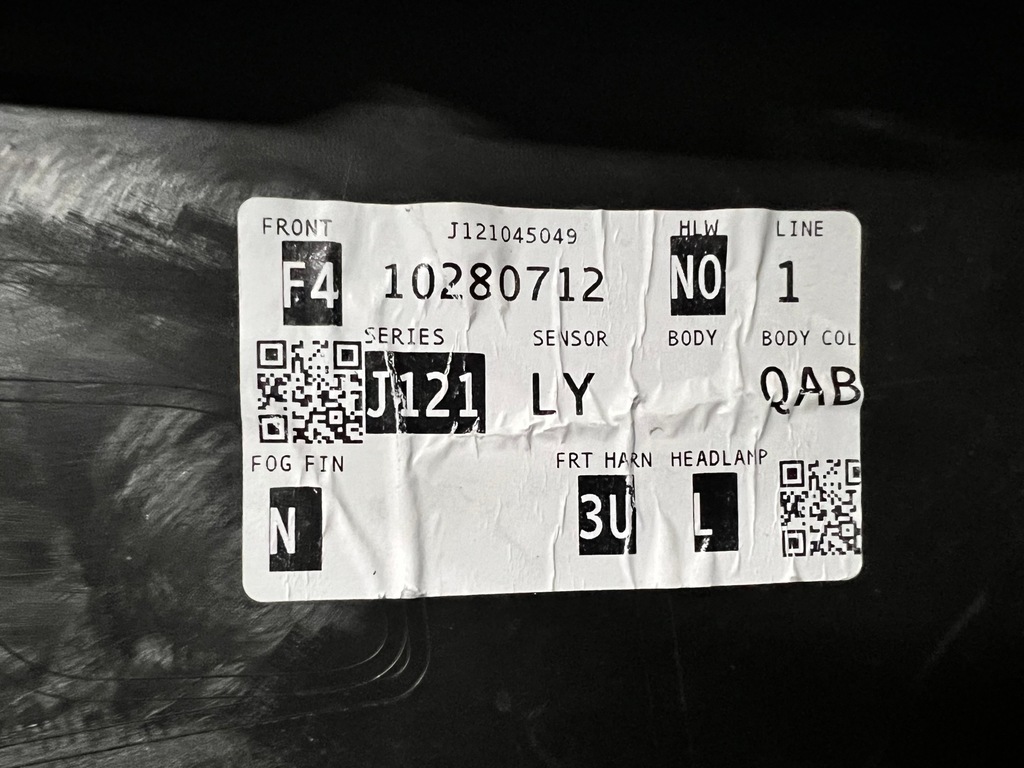 FRONT J121045049 HLW LINE
F4 10280712 NO 1
SERIES SENSOR BODY BODY COL
J121 LY QAB
FOG FIN FRT HARN HEADLAMP
N 3U L